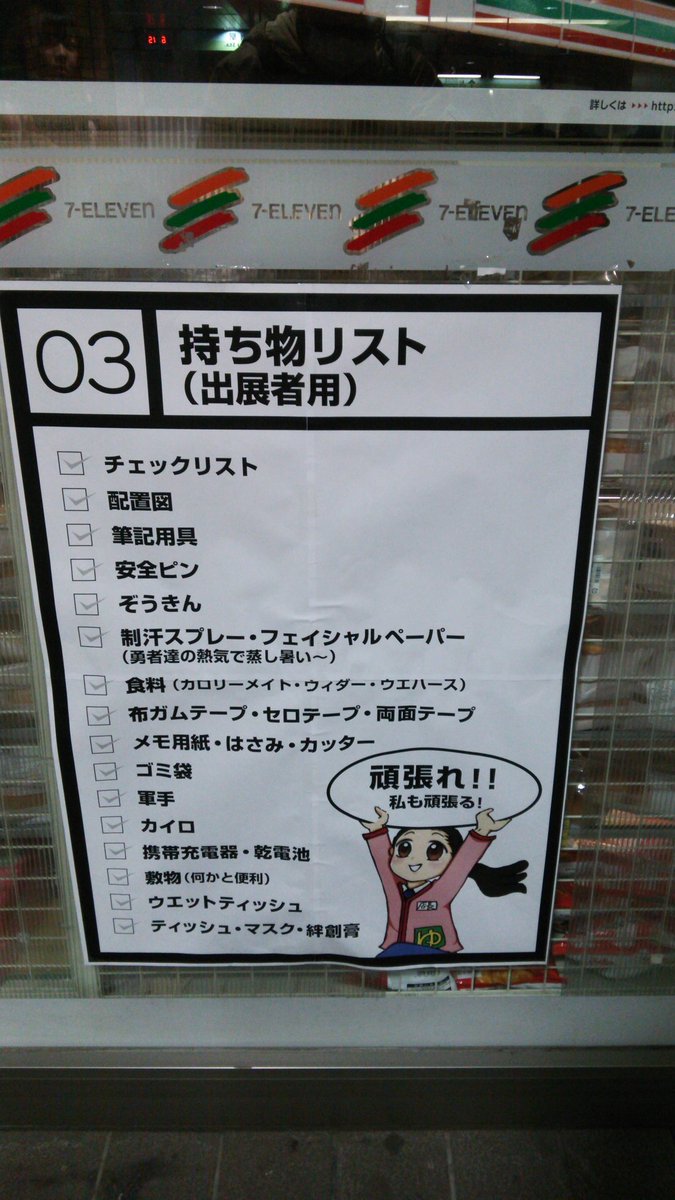 詳しくは ▸▸▸ http
7-ELEVEN 7-ELEVEN 7-ELEVEN 7-ELEV
03
持ち物リスト
（出展者用）
チェックリスト
配置図
筆記用具
安全ピン
ぞうきん
制汗スプレー・フェイシャルペーパー
（勇者達の熱気で蒸し暑い～）
食料（カロリーメイト・ウィダー・ウエハース）
布ガムテープ・セロテープ・両面テープ
メモ用紙・はさみ・カッター
ゴミ袋
軍手
カイロ
携帯充電器・乾電池
敷物（何かと便利）
ウエットティッシュ
ティッシュ・マスク・絆創膏
頑張れ!!
私も頑張る!
ゆ